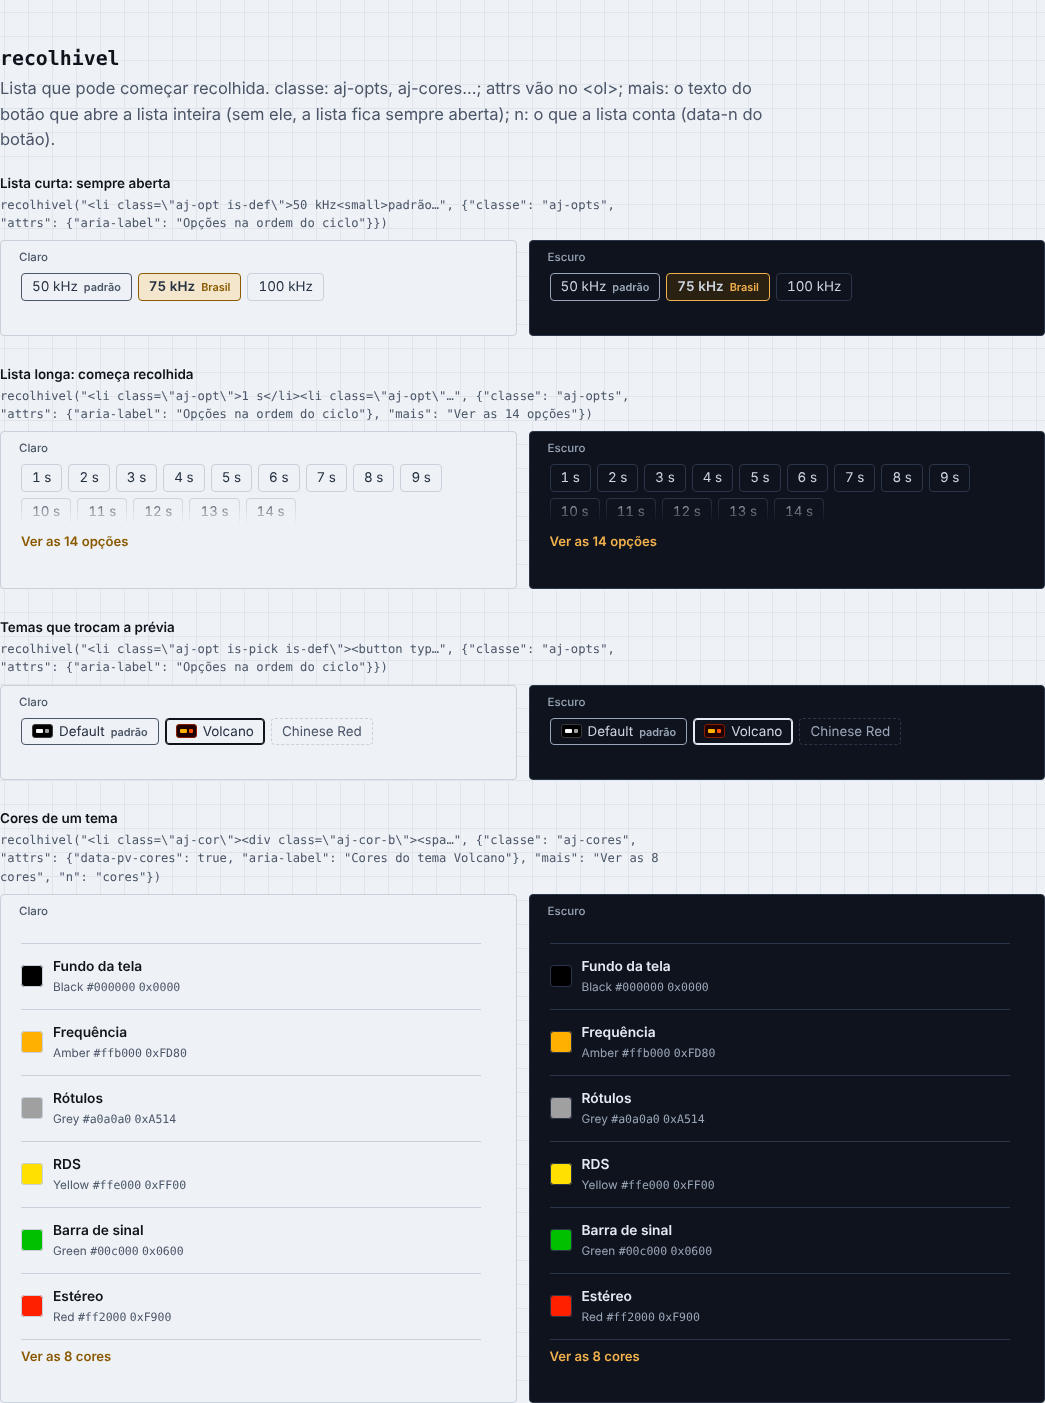 recolhivel
Lista que pode começar recolhida. classe: aj-opts, aj-cores…; attrs vão no <ol>; mais: o texto do
botão que abre a lista inteira (sem ele, a lista fica sempre aberta); n: o que a lista conta (data-n do
botão).
Lista curta: sempre aberta
recolhivel("<li class=\"aj-opt is-def\">50 kHz<small>padrão…", {"classe": "aj-opts",
"attrs": {"aria-label": "Opções na ordem do ciclo"}})
Claro
50 kHz padrão 75 kHz Brasil 100 kHz
Escuro
50 kHz padrão 75 kHz Brasil 100 kHz
Lista longa: começa recolhida
recolhivel("<li class=\"aj-opt\">1 s</li><li class=\"aj-opt\"…", {"classe": "aj-opts",
"attrs": {"aria-label": "Opções na ordem do ciclo"}, "mais": "Ver as 14 opções"})
Claro
1 s 2 s 3 s 4 s 5 s 6 s 7 s 8 s 9 s
10 s 11 s 12 s 13 s 14 s
Ver as 14 opções
Escuro
1 s 2 s 3 s 4 s 5 s 6 s 7 s 8 s 9 s
10 s 11 s 12 s 13 s 14 s
Ver as 14 opções
Temas que trocam a prévia
recolhivel("<li class=\"aj-opt is-pick is-def\"><button typ…", {"classe": "aj-opts",
"attrs": {"aria-label": "Opções na ordem do ciclo"}})
Claro
Default padrão Volcano Chinese Red
Escuro
Default padrão Volcano Chinese Red
Cores de um tema
recolhivel("<li class=\"aj-cor\"><div class=\"aj-cor-b\"><spa…", {"classe": "aj-cores",
"attrs": {"data-pv-cores": true, "aria-label": "Cores do tema Volcano"}, "mais": "Ver as 8
cores", "n": "cores"})
Claro
Fundo da tela
Black #000000 0x0000
Frequência
Amber #ffb000 0xFD80
Rótulos
Grey #a0a0a0 0xA514
RDS
Yellow #ffe000 0xFF00
Barra de sinal
Green #00c000 0x0600
Estéreo
Red #ff2000 0xF900
Ver as 8 cores
Escuro
Fundo da tela
Black #000000 0x0000
Frequência
Amber #ffb000 0xFD80
Rótulos
Grey #a0a0a0 0xA514
RDS
Yellow #ffe000 0xFF00
Barra de sinal
Green #00c000 0x0600
Estéreo
Red #ff2000 0xF900
Ver as 8 cores